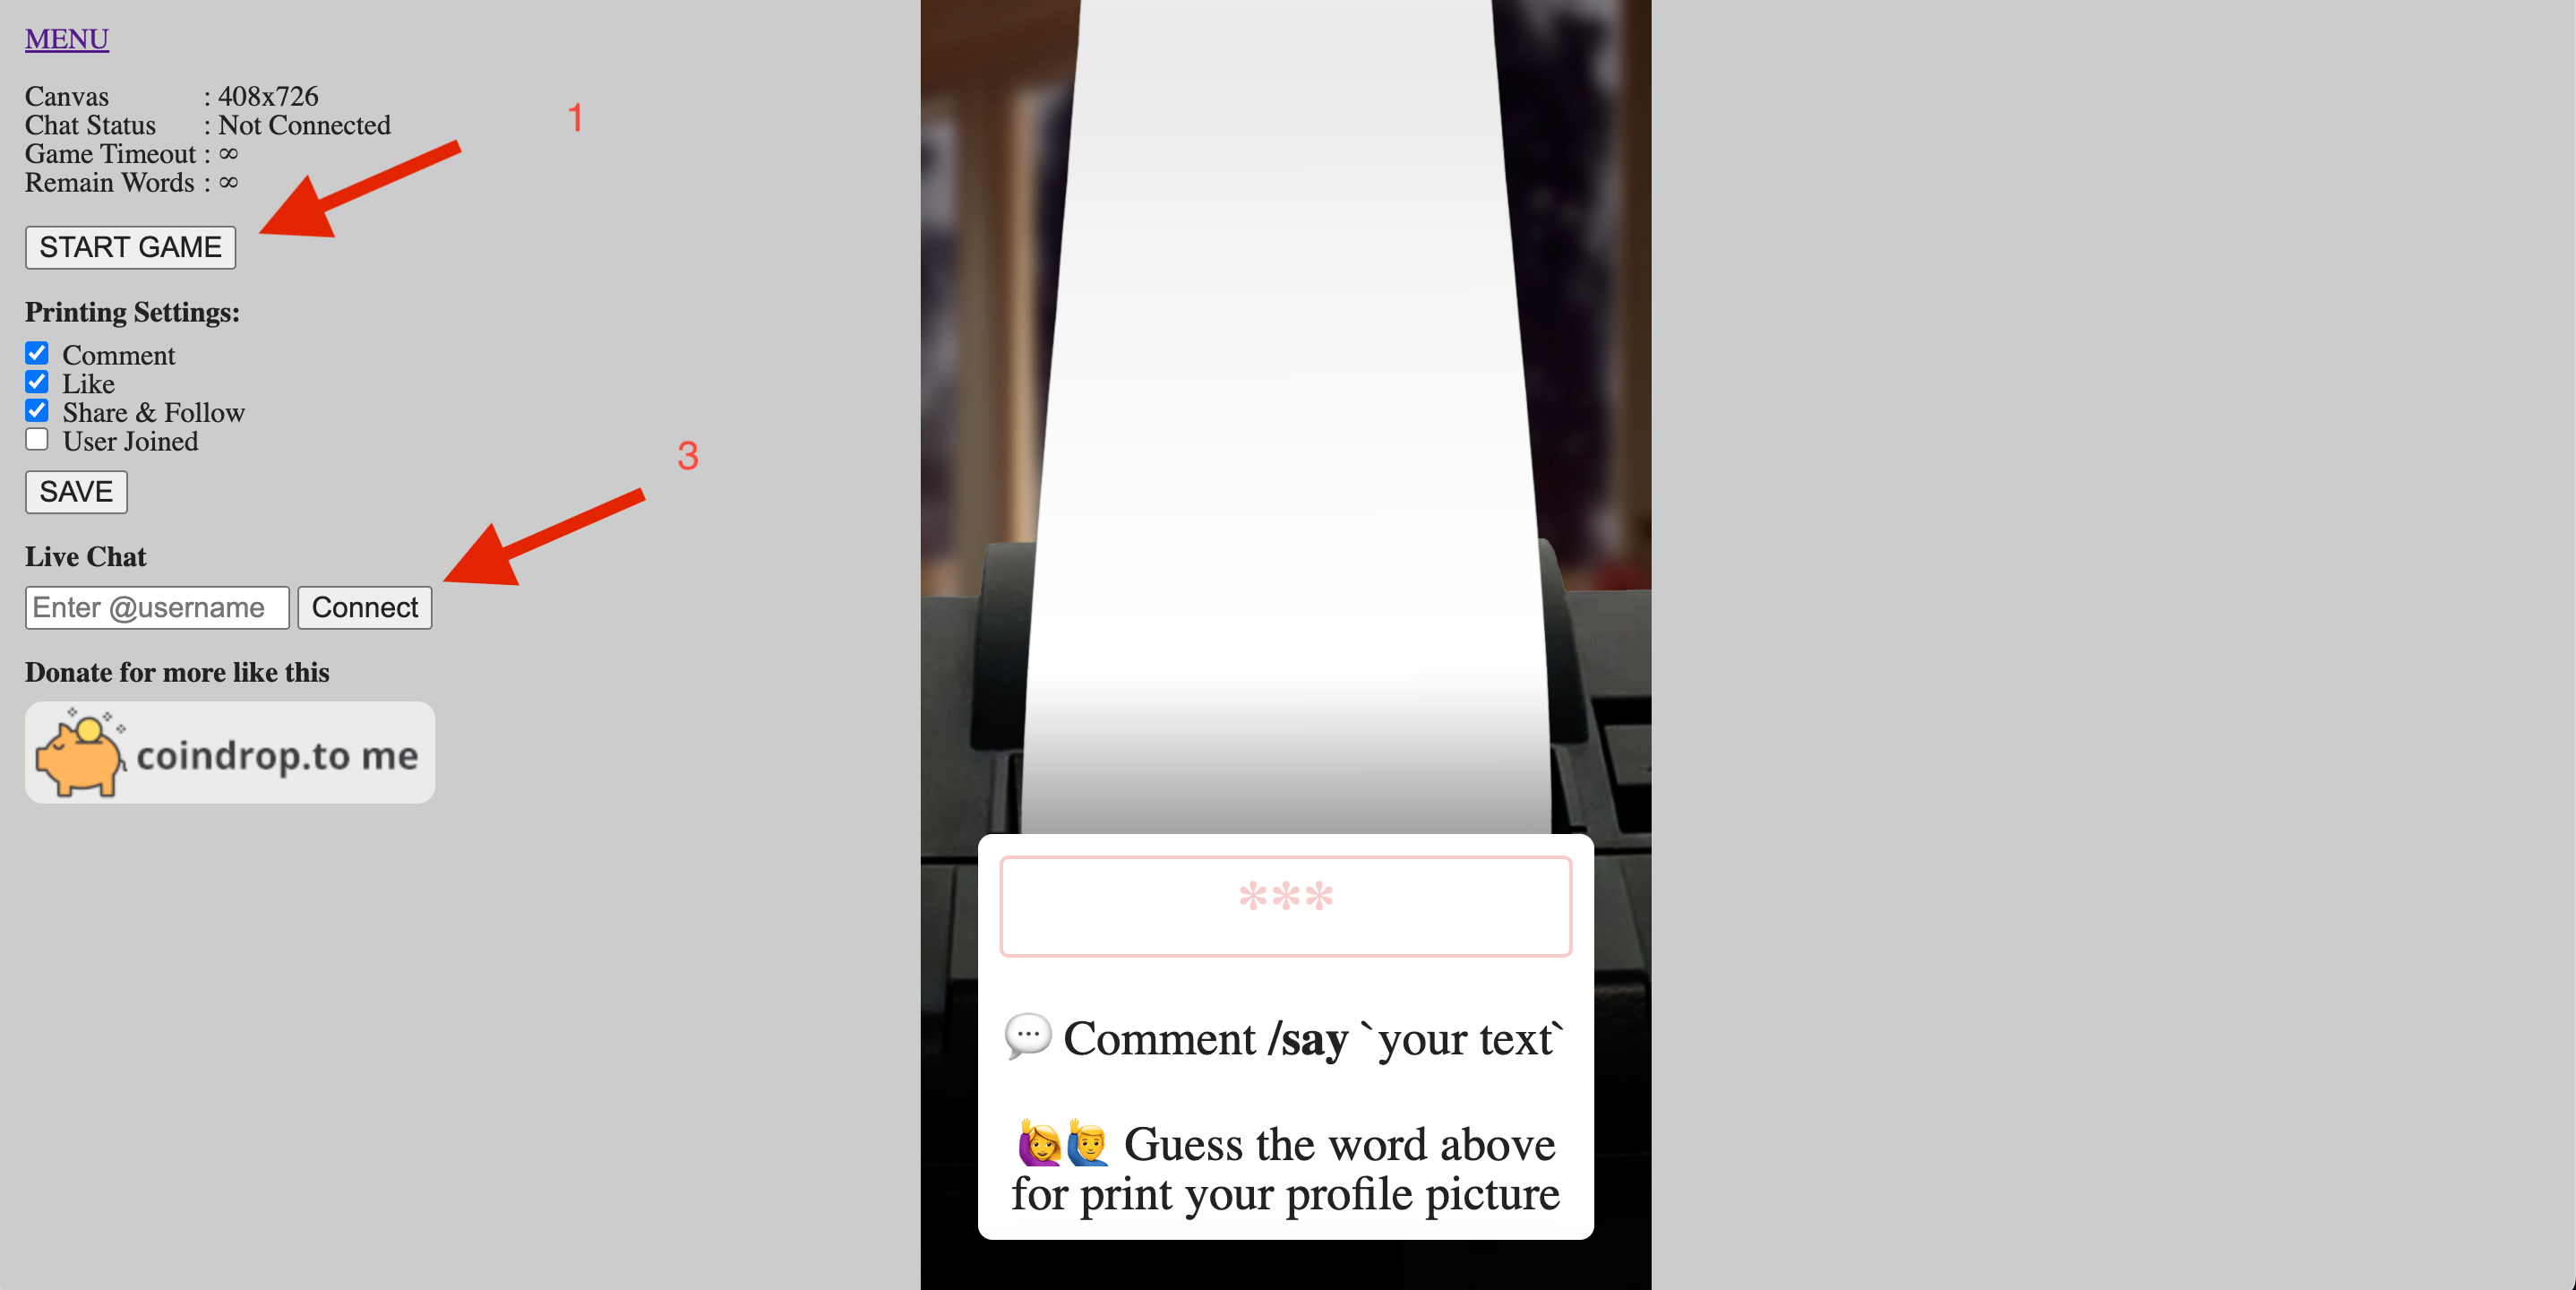 MENU
Canvas : 408x726
Chat Status : Not Connected
Game Timeout : ∞
Remain Words : ∞
1
START GAME
Printing Settings:
Comment
Like
Share & Follow
User Joined
3
SAVE
Live Chat
Enter @username Connect
Donate for more like this
coindrop.to me
***
💬 Comment /say `your text`
🙋‍♀️🙋‍♂️ Guess the word above
for print your profile picture